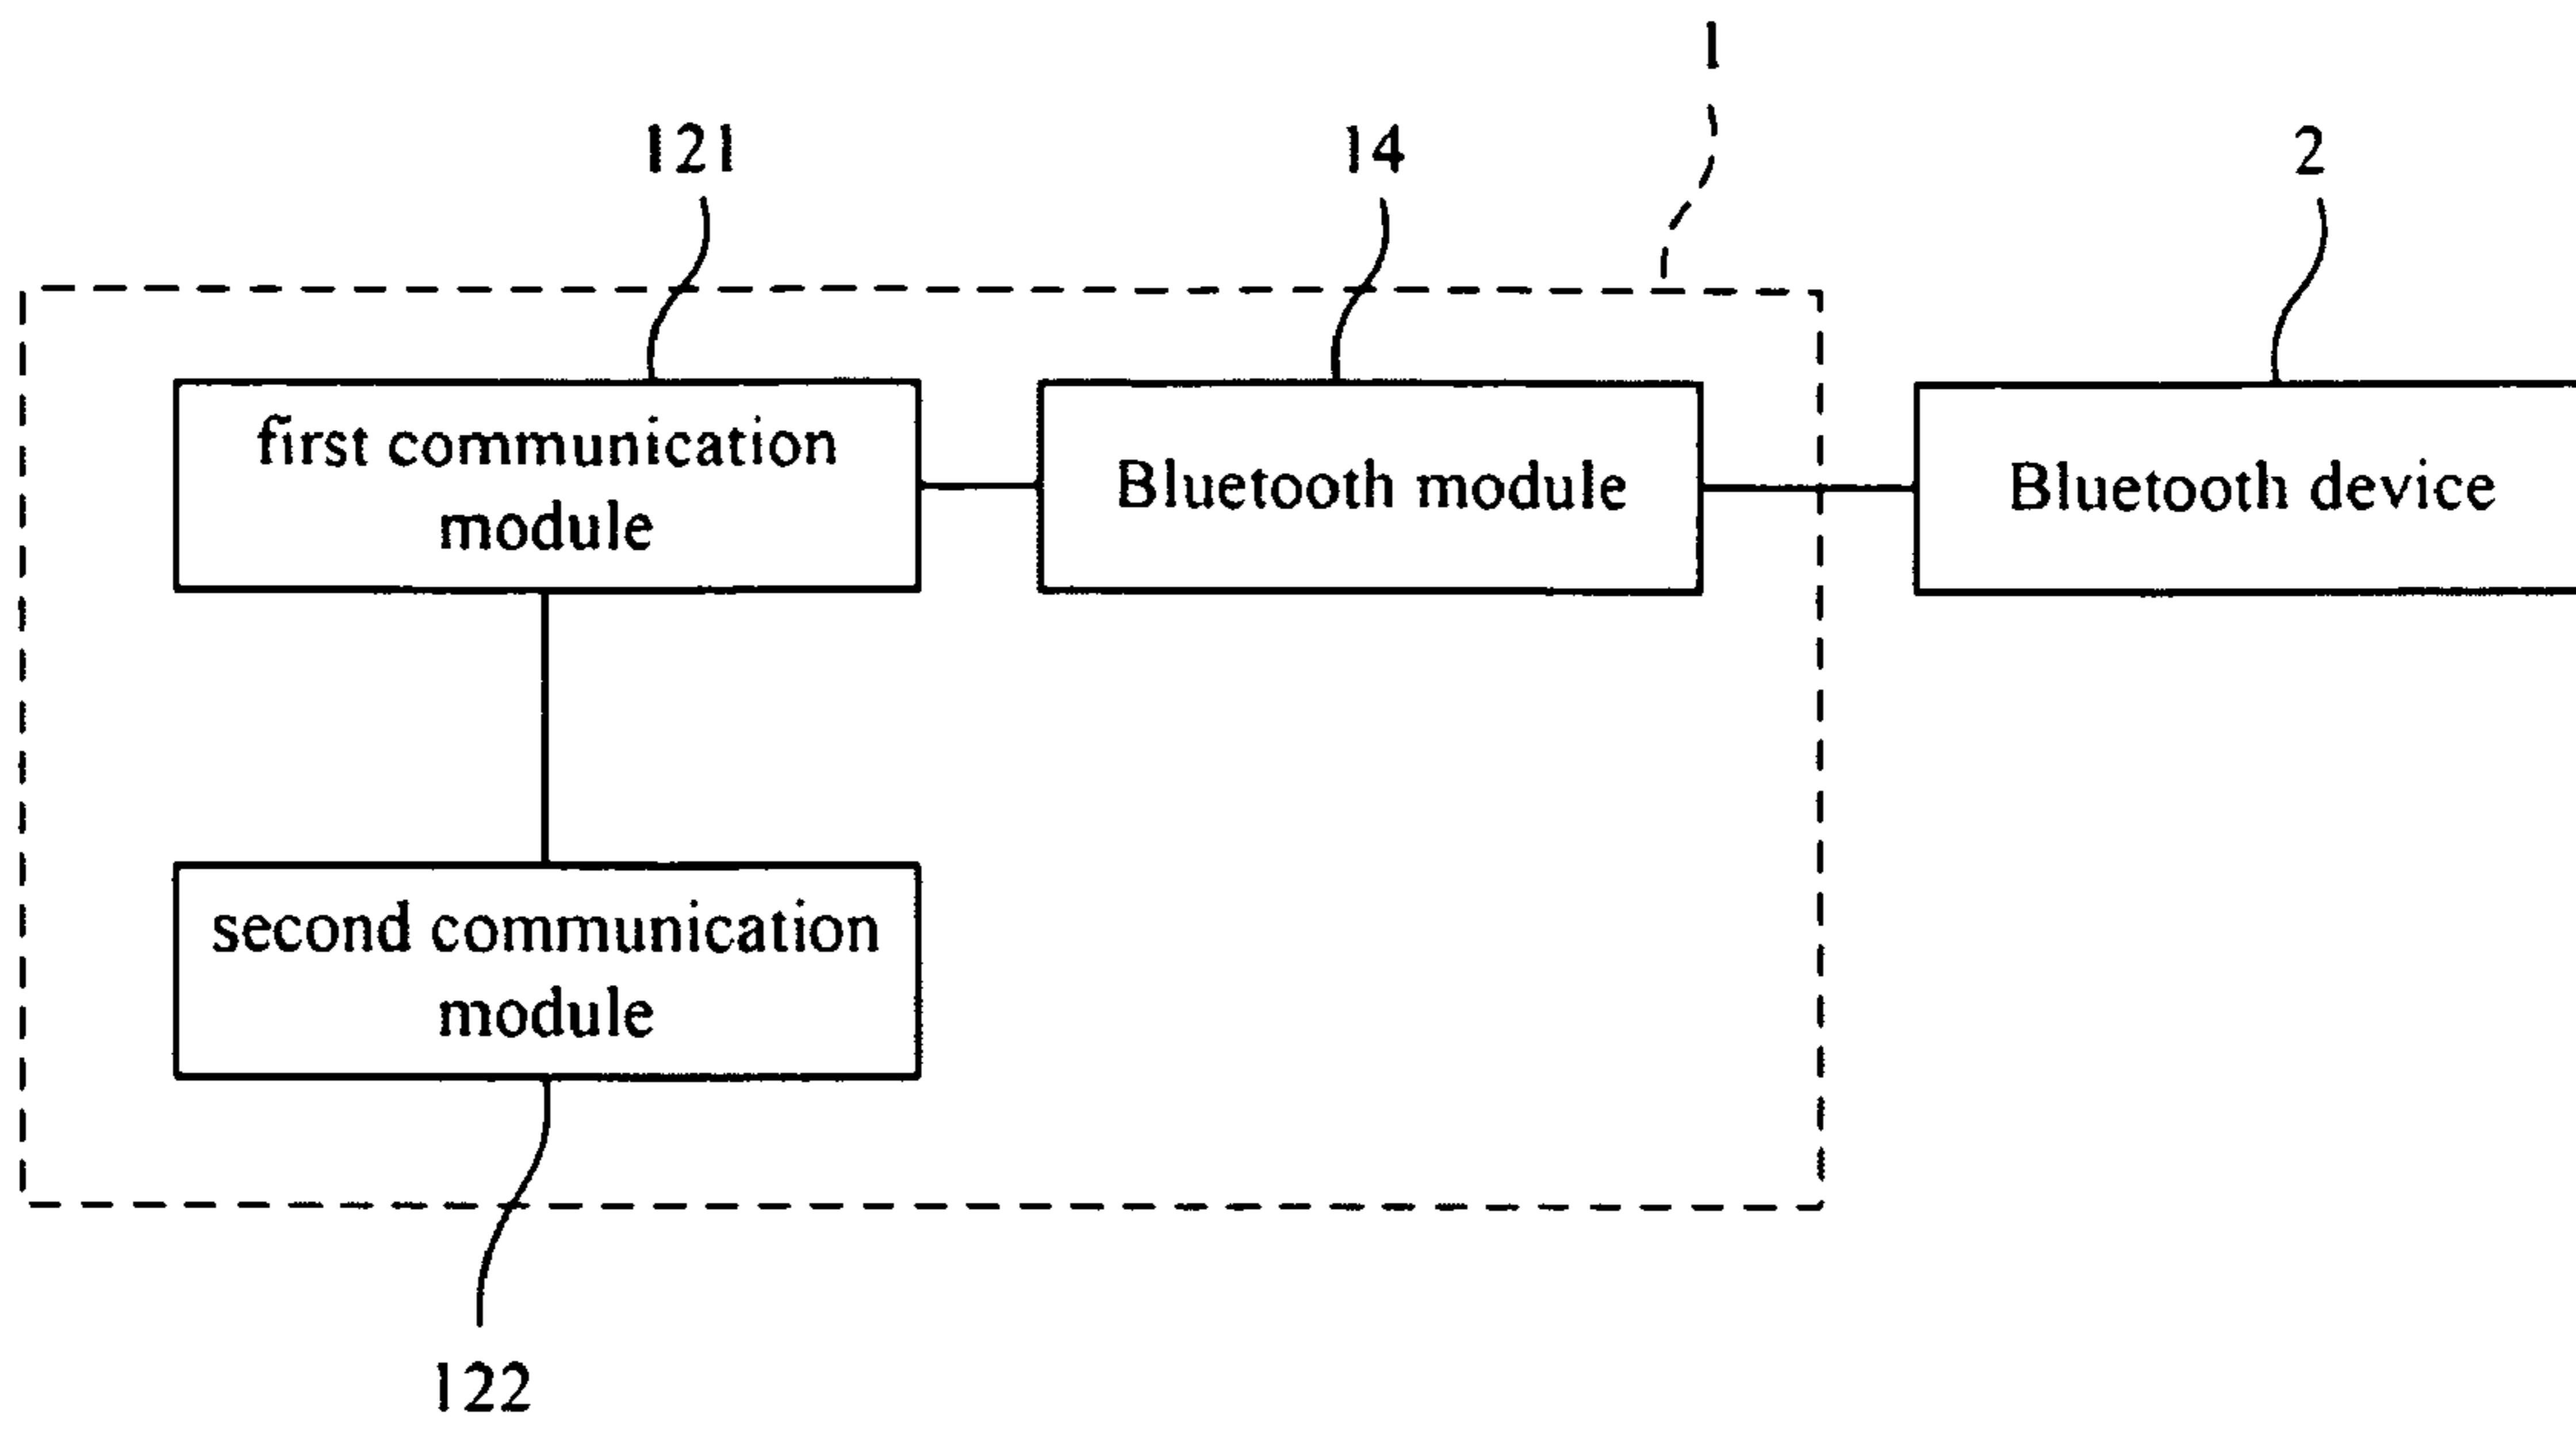 1
121
14
2
first communication
module
Bluetooth module
Bluetooth device
second communication
module
122